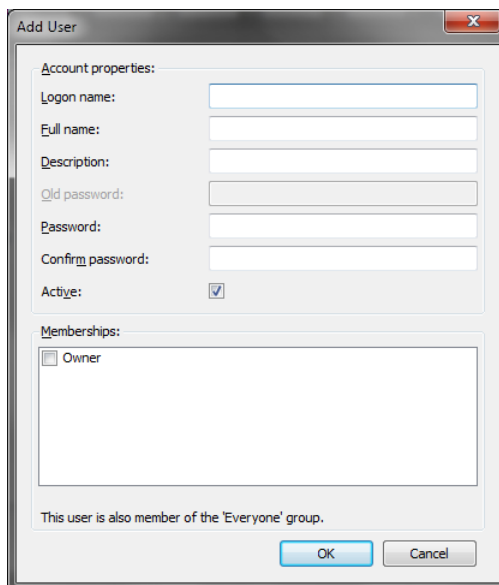 Add User
Account properties:
Logon name:
Full name:
Description:
Old password:
Password:
Confirm password:
Active:
Memberships:
Owner
This user is also member of the 'Everyone' group.
OK
Cancel